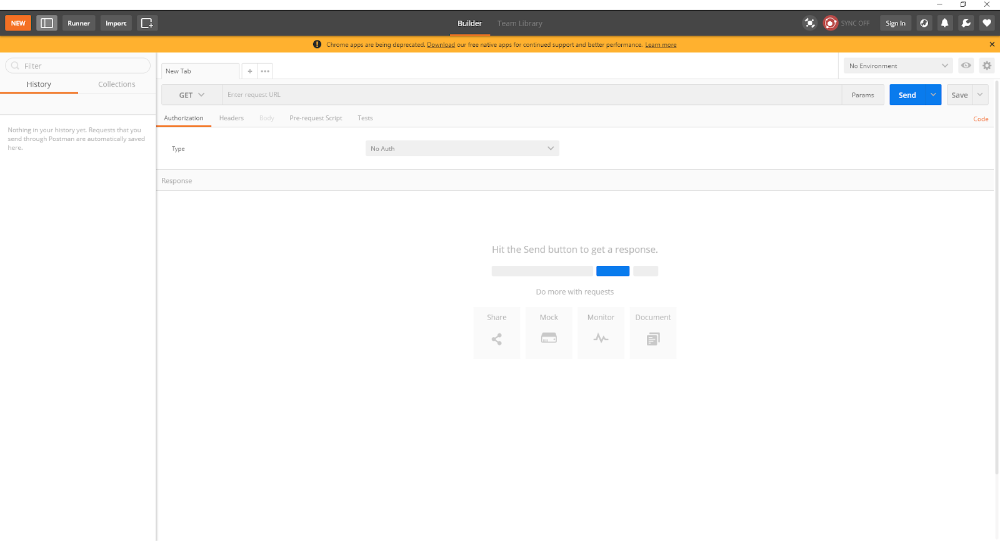 NEW
Runner
Import
Builder
Team Library
SYNC OFF
Sign In
Chrome apps are being deprecated. Download our free native apps for continued support and better performance. Learn more
Filter
History
Collections
Nothing in your history yet. Requests that you
send through Postman are automatically saved
here.
New Tab
No Environment
GET
Enter request URL
Params
Send
Save
Authorization
Headers
Body
Pre-request Script
Tests
Code
Type
No Auth
Response
Hit the Send button to get a response.
Do more with requests
Share
Mock
Monitor
Document